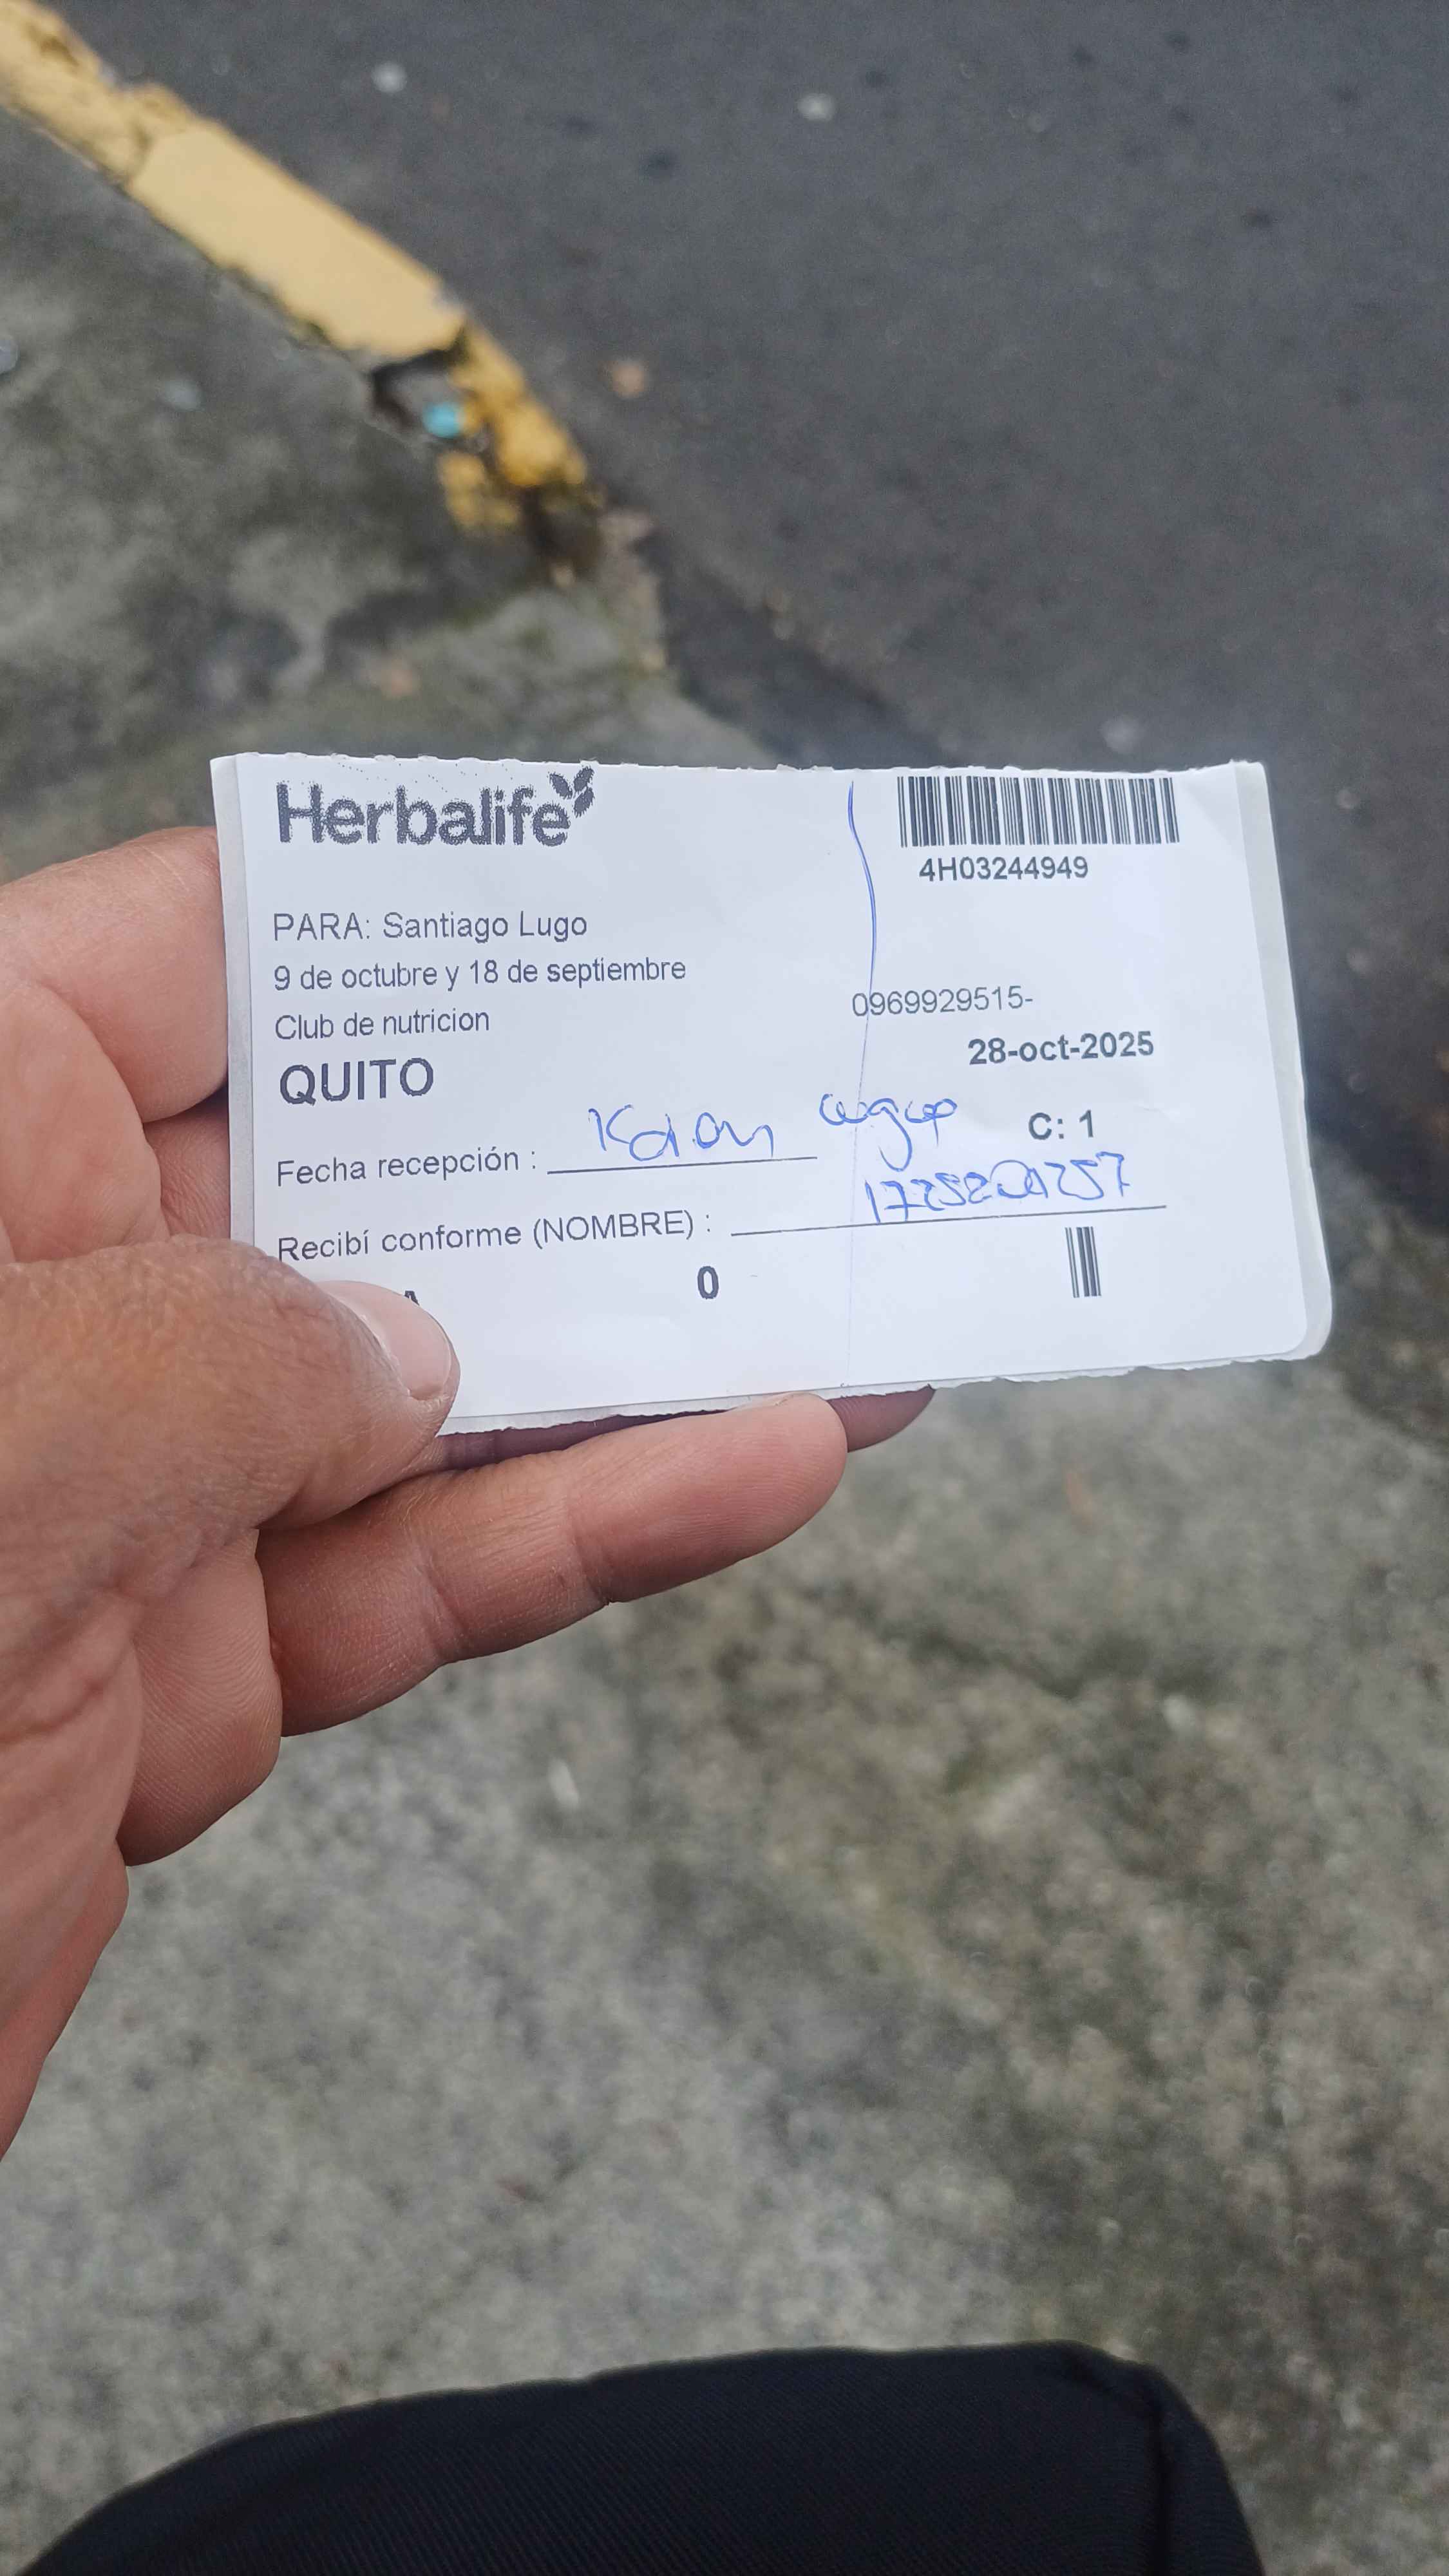 Herbalife
4H03244949
PARA: Santiago Lugo
9 de octubre y 18 de septiembre
0969929515-
Club de nutricion
28-oct-2025
QUITO
C: 1
Fecha recepción :
Recibí conforme (NOMBRE) :
0